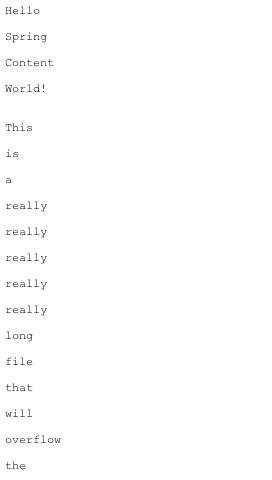 Hello
Spring
Content
World!
This
is
a
really
really
really
really
really
long
file
that
will
overflow
the